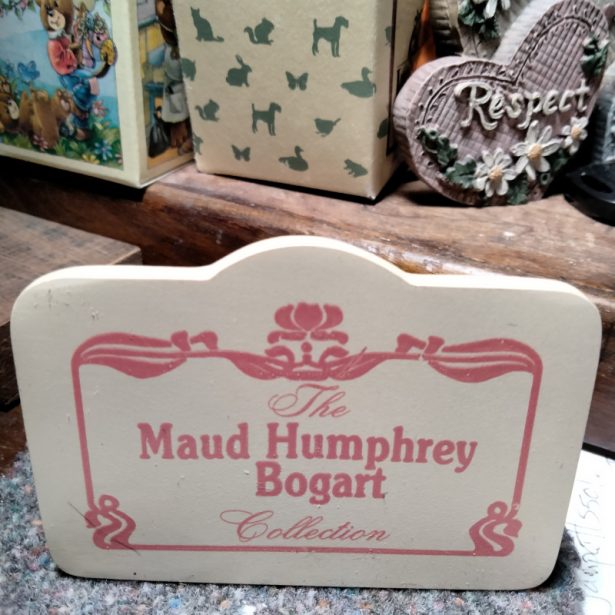 Respect
The
Maud Humphrey
Bogart
Collection